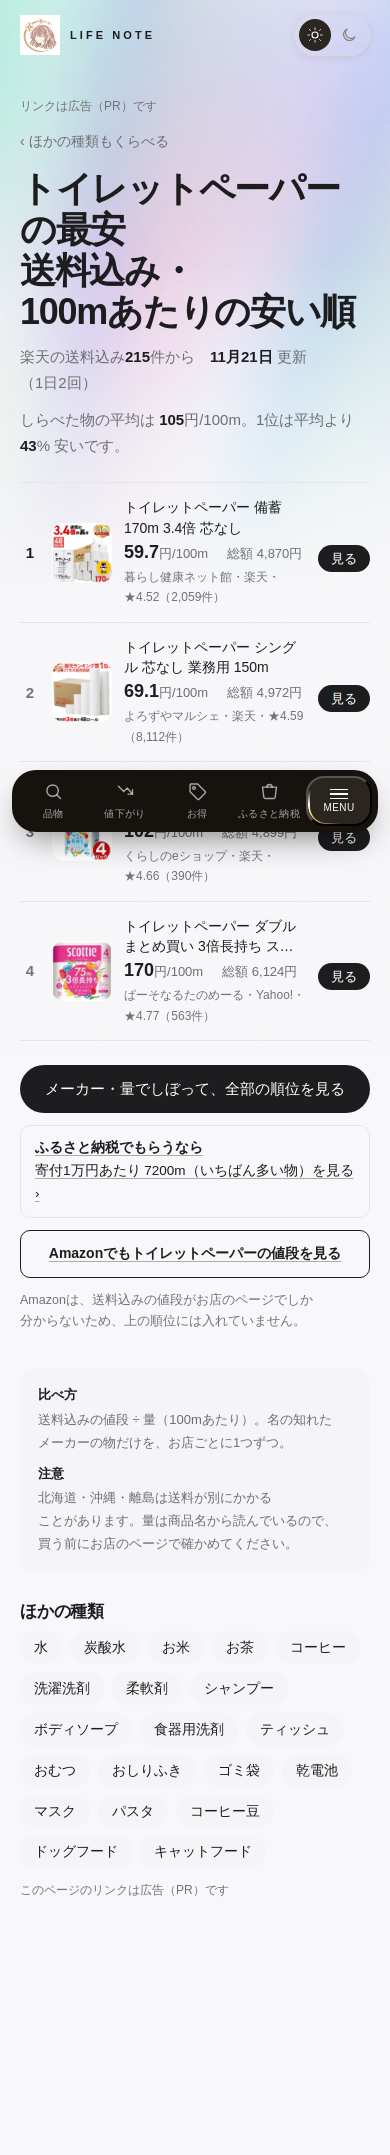 LIFE NOTE
リンクは広告（PR）です
‹ ほかの種類もくらべる
トイレットペーパー
の最安
送料込み・
100mあたりの安い順
楽天の送料込み215件から　11月21日 更新
（1日2回）
しらべた物の平均は 105円/100m。1位は平均より
43% 安いです。
トイレットペーパー 備蓄
170m 3.4倍 芯なし
1
59.7円/100m 総額 4,870円
見る
暮らし健康ネット館・楽天・
★4.52（2,059件）
トイレットペーパー シング
ル 芯なし 業務用 150m
2
69.1円/100m 総額 4,972円
見る
よろずやマルシェ・楽天・★4.59
（8,112件）
品物
値下がり
お得
ふるさと納税
MENU
3
102円/100m 総額 4,899円
見る
くらしのeショップ・楽天・
★4.66（390件）
トイレットペーパー ダブル
まとめ買い 3倍長持ち ス…
4
scottie
170円/100m 総額 6,124円
見る
ぱーそなるたのめーる・Yahoo!・
★4.77（563件）
メーカー・量でしぼって、全部の順位を見る
ふるさと納税でもらうなら
寄付1万円あたり 7200m（いちばん多い物）を見る
›
Amazonでもトイレットペーパーの値段を見る
Amazonは、送料込みの値段がお店のページでしか
分からないため、上の順位には入れていません。
比べ方
送料込みの値段 ÷ 量（100mあたり）。名の知れた
メーカーの物だけを、お店ごとに1つずつ。
注意
北海道・沖縄・離島は送料が別にかかる
ことがあります。量は商品名から読んでいるので、
買う前にお店のページで確かめてください。
ほかの種類
水 炭酸水 お米 お茶 コーヒー
洗濯洗剤 柔軟剤 シャンプー
ボディソープ 食器用洗剤 ティッシュ
おむつ おしりふき ゴミ袋 乾電池
マスク パスタ コーヒー豆
ドッグフード キャットフード
このページのリンクは広告（PR）です